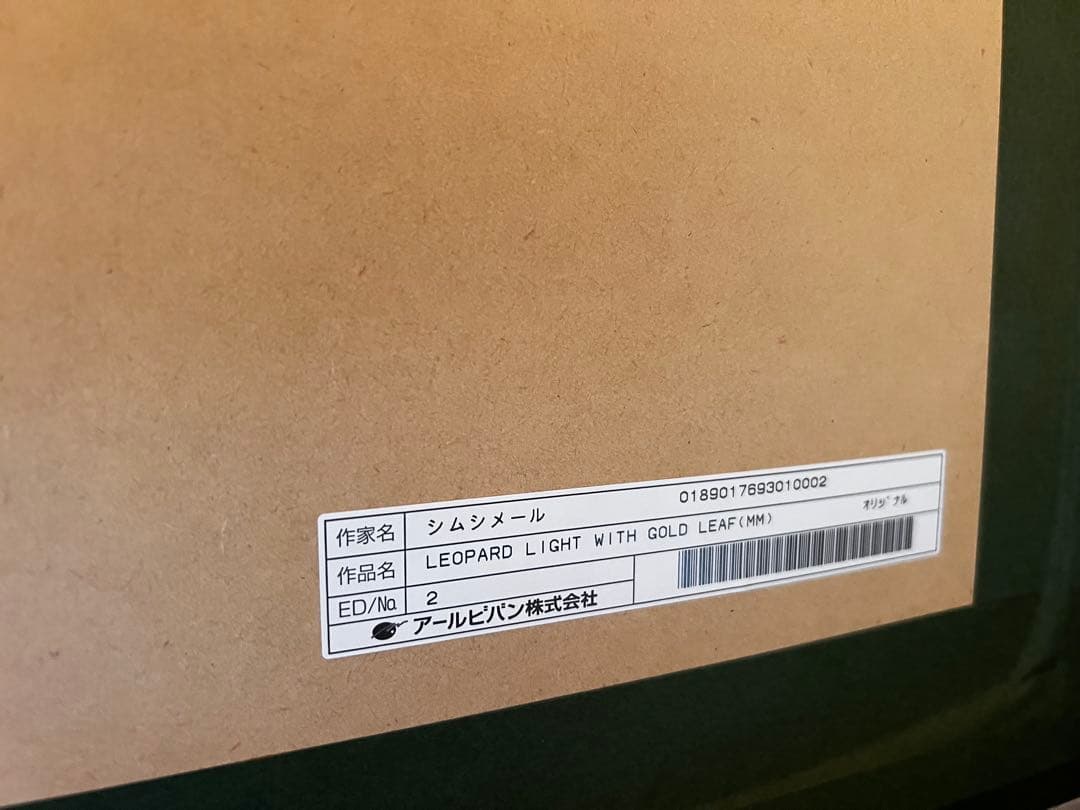 作家名 シムシメール 0189017693010002
作品名 LEOPARD LIGHT WITH GOLD LEAF(MM) オリジナル
ED/No. 2
アールビバン株式会社